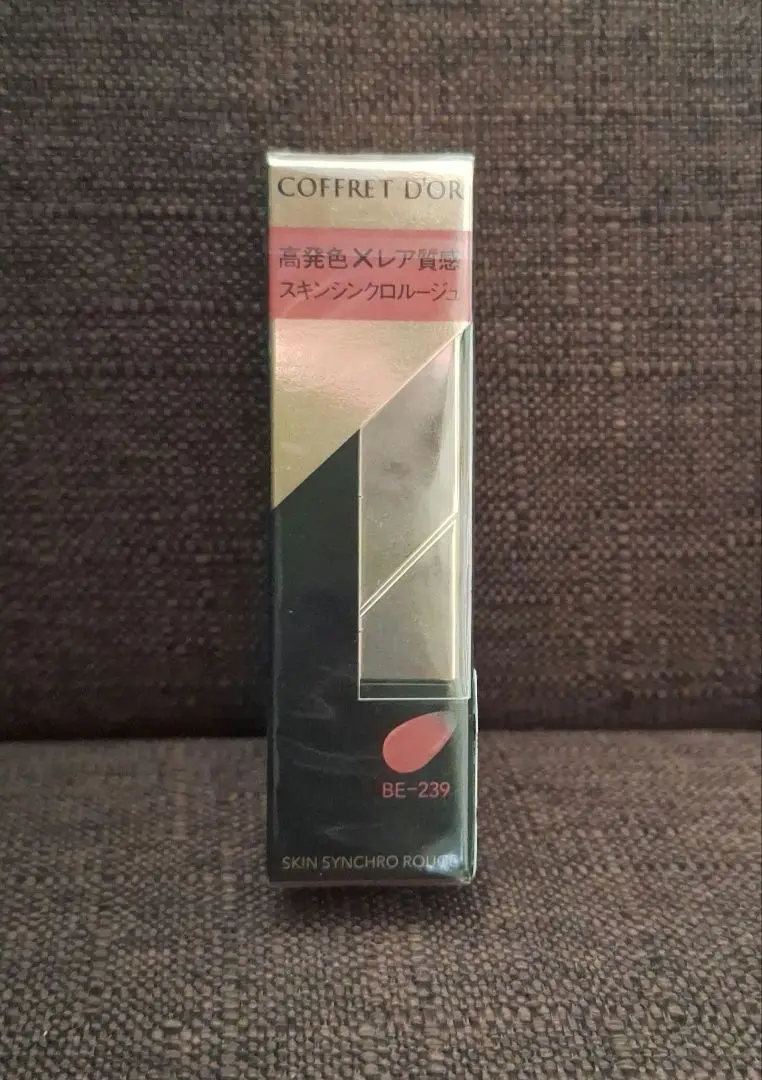 COFFRET D'OR
高発色×レア質感
スキンシンクロルージュ
BE-239
SKIN SYNCHRO ROUGE